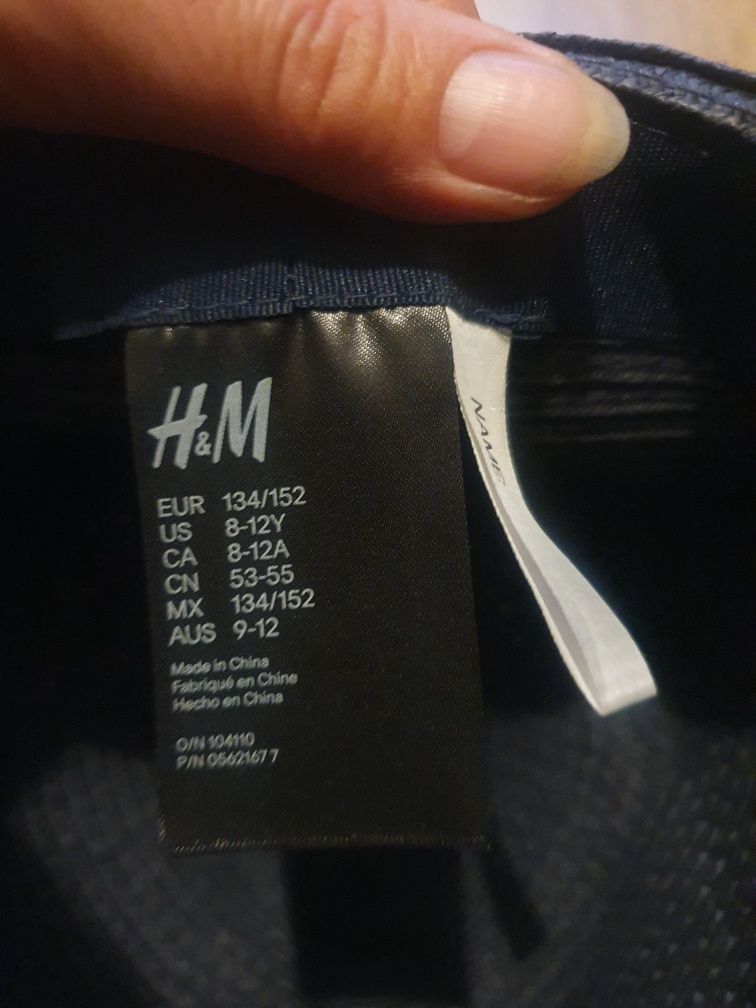 H&M
EUR 134/152
US 8-12Y
CA 8-12A
CN 53-55
MX 134/152
AUS 9-12
Made in China
Fabriqué en Chine
Hecho en China
O/N 104110
P/N 0562167 7
NAME: